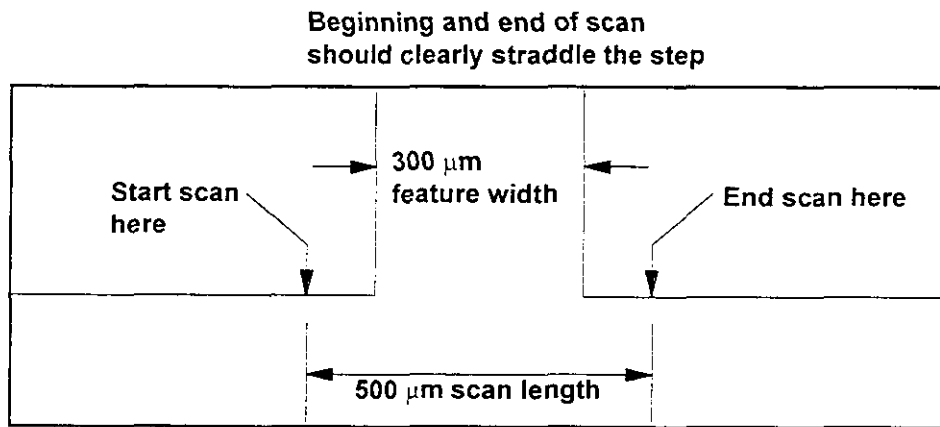 Beginning and end of scan
should clearly straddle the step
300 μm
feature width
Start scan
here
End scan here
500 μm scan length